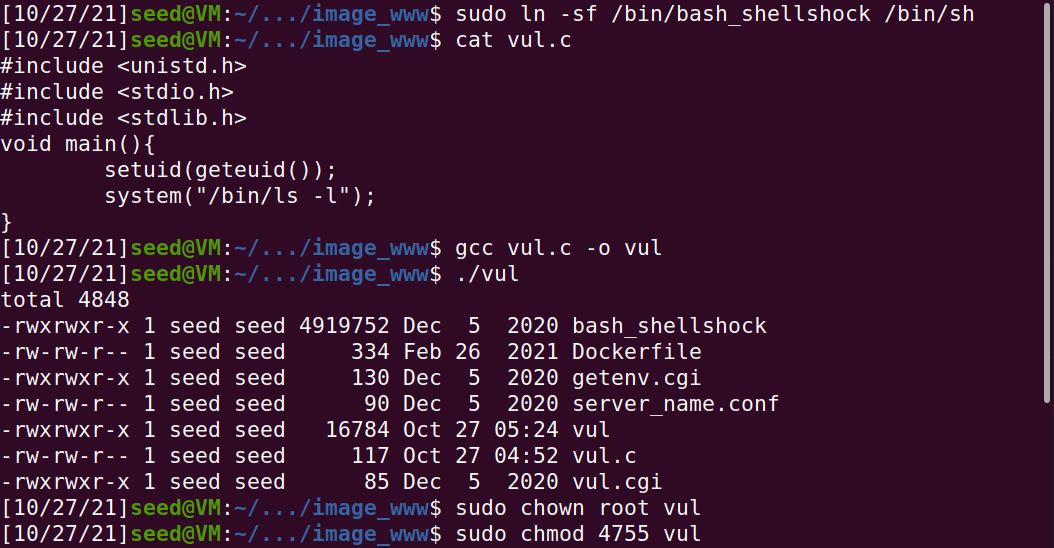 [10/27/21]seed@VM:~/.../image_www$ sudo ln -sf /bin/bash_shellshock /bin/sh
[10/27/21]seed@VM:~/.../image_www$ cat vul.c
#include <unistd.h>
#include <stdio.h>
#include <stdlib.h>
void main(){
        setuid(geteuid());
        system("/bin/ls -l");
}
[10/27/21]seed@VM:~/.../image_www$ gcc vul.c -o vul
[10/27/21]seed@VM:~/.../image_www$ ./vul
total 4848
-rwxrwxr-x 1 seed seed 4919752 Dec  5  2020 bash_shellshock
-rw-rw-r-- 1 seed seed     334 Feb 26  2021 Dockerfile
-rwxrwxr-x 1 seed seed     130 Dec  5  2020 getenv.cgi
-rw-rw-r-- 1 seed seed      90 Dec  5  2020 server_name.conf
-rwxrwxr-x 1 seed seed   16784 Oct 27 05:24 vul
-rw-rw-r-- 1 seed seed     117 Oct 27 04:52 vul.c
-rwxrwxr-x 1 seed seed      85 Dec  5  2020 vul.cgi
[10/27/21]seed@VM:~/.../image_www$ sudo chown root vul
[10/27/21]seed@VM:~/.../image_www$ sudo chmod 4755 vul